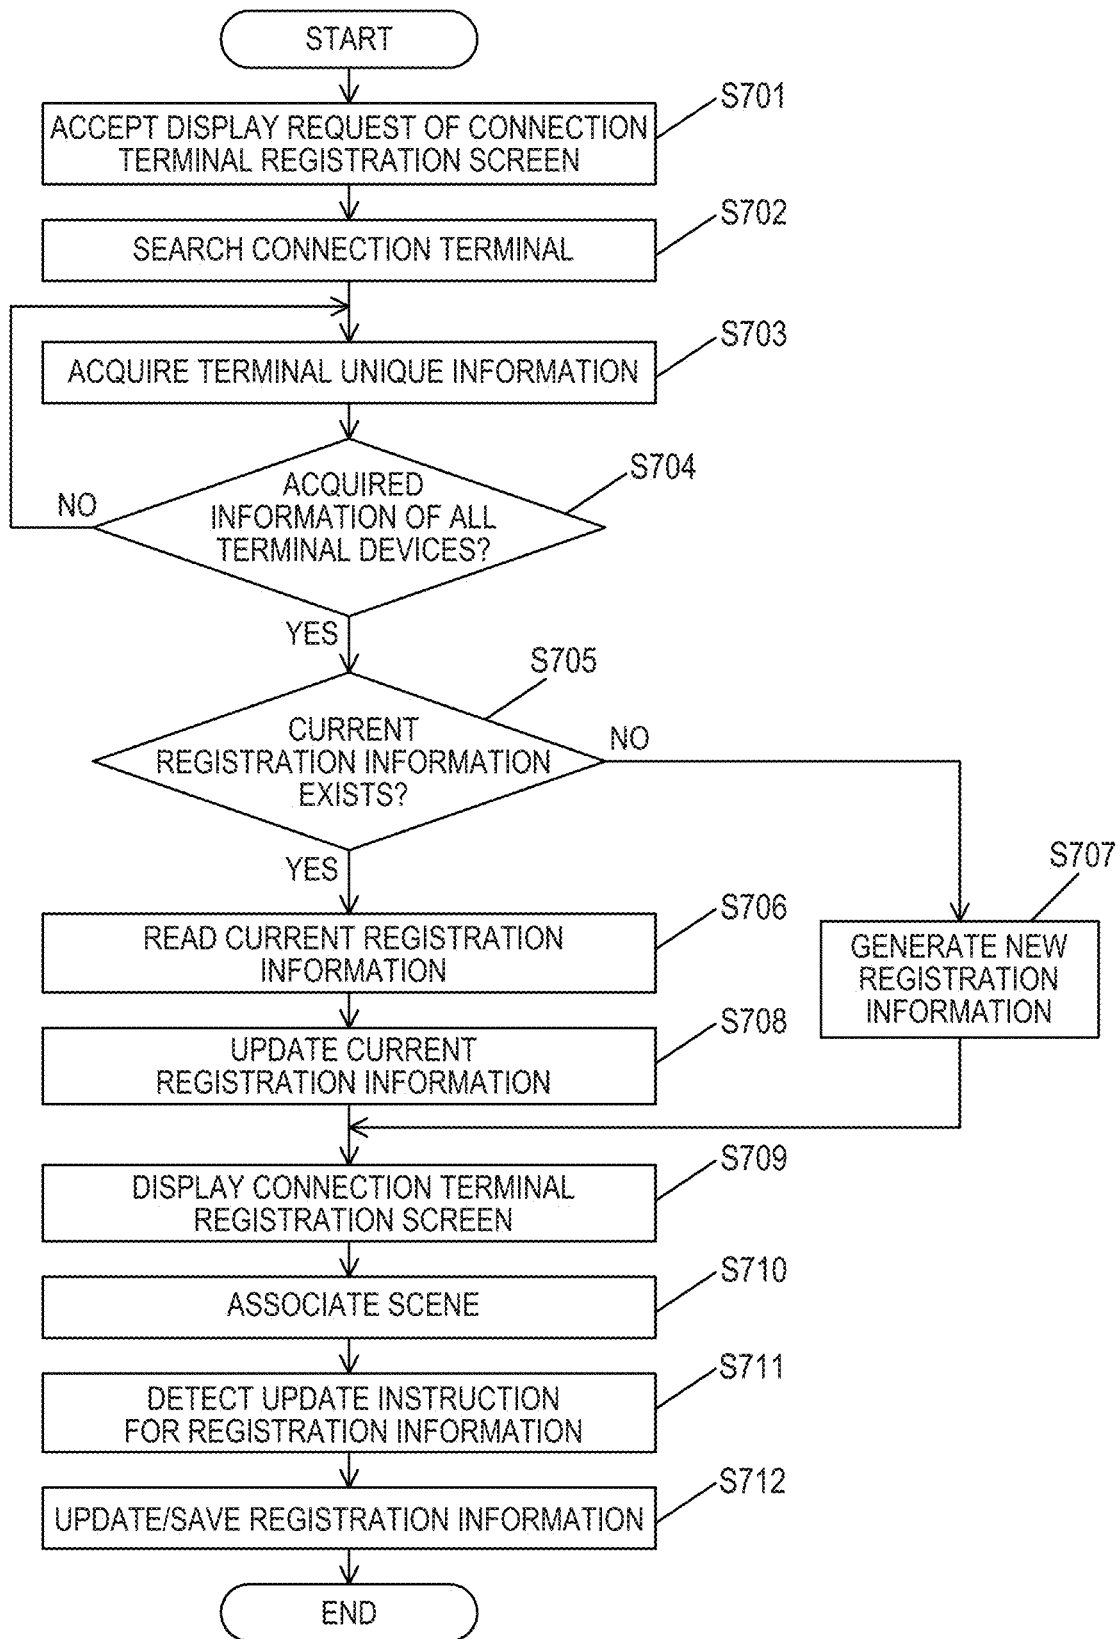 START
S701
ACCEPT DISPLAY REQUEST OF CONNECTION
TERMINAL REGISTRATION SCREEN
S702
SEARCH CONNECTION TERMINAL
S703
ACQUIRE TERMINAL UNIQUE INFORMATION
S704
ACQUIRED
INFORMATION OF ALL
TERMINAL DEVICES?
NO
YES
S705
CURRENT
REGISTRATION INFORMATION
EXISTS?
NO
YES
S706
READ CURRENT REGISTRATION
INFORMATION
S707
GENERATE NEW
REGISTRATION
INFORMATION
S708
UPDATE CURRENT
REGISTRATION INFORMATION
S709
DISPLAY CONNECTION TERMINAL
REGISTRATION SCREEN
S710
ASSOCIATE SCENE
S711
DETECT UPDATE INSTRUCTION
FOR REGISTRATION INFORMATION
S712
UPDATE/SAVE REGISTRATION INFORMATION
END